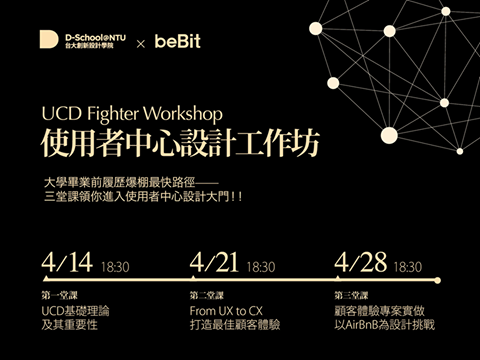 D-School@NTU
台大創新設計學院
× beBit
UCD Fighter Workshop
使用者中心設計工作坊
大學畢業前履歷爆棚最快路徑——
三堂課領你進入使用者中心設計大門!!
4/14 18:30
第一堂課
UCD基礎理論
及其重要性
4/21 18:30
第二堂課
From UX to CX
打造最佳顧客體驗
4/28 18:30
第三堂課
顧客體驗專案實做
以AirBnB為設計挑戰